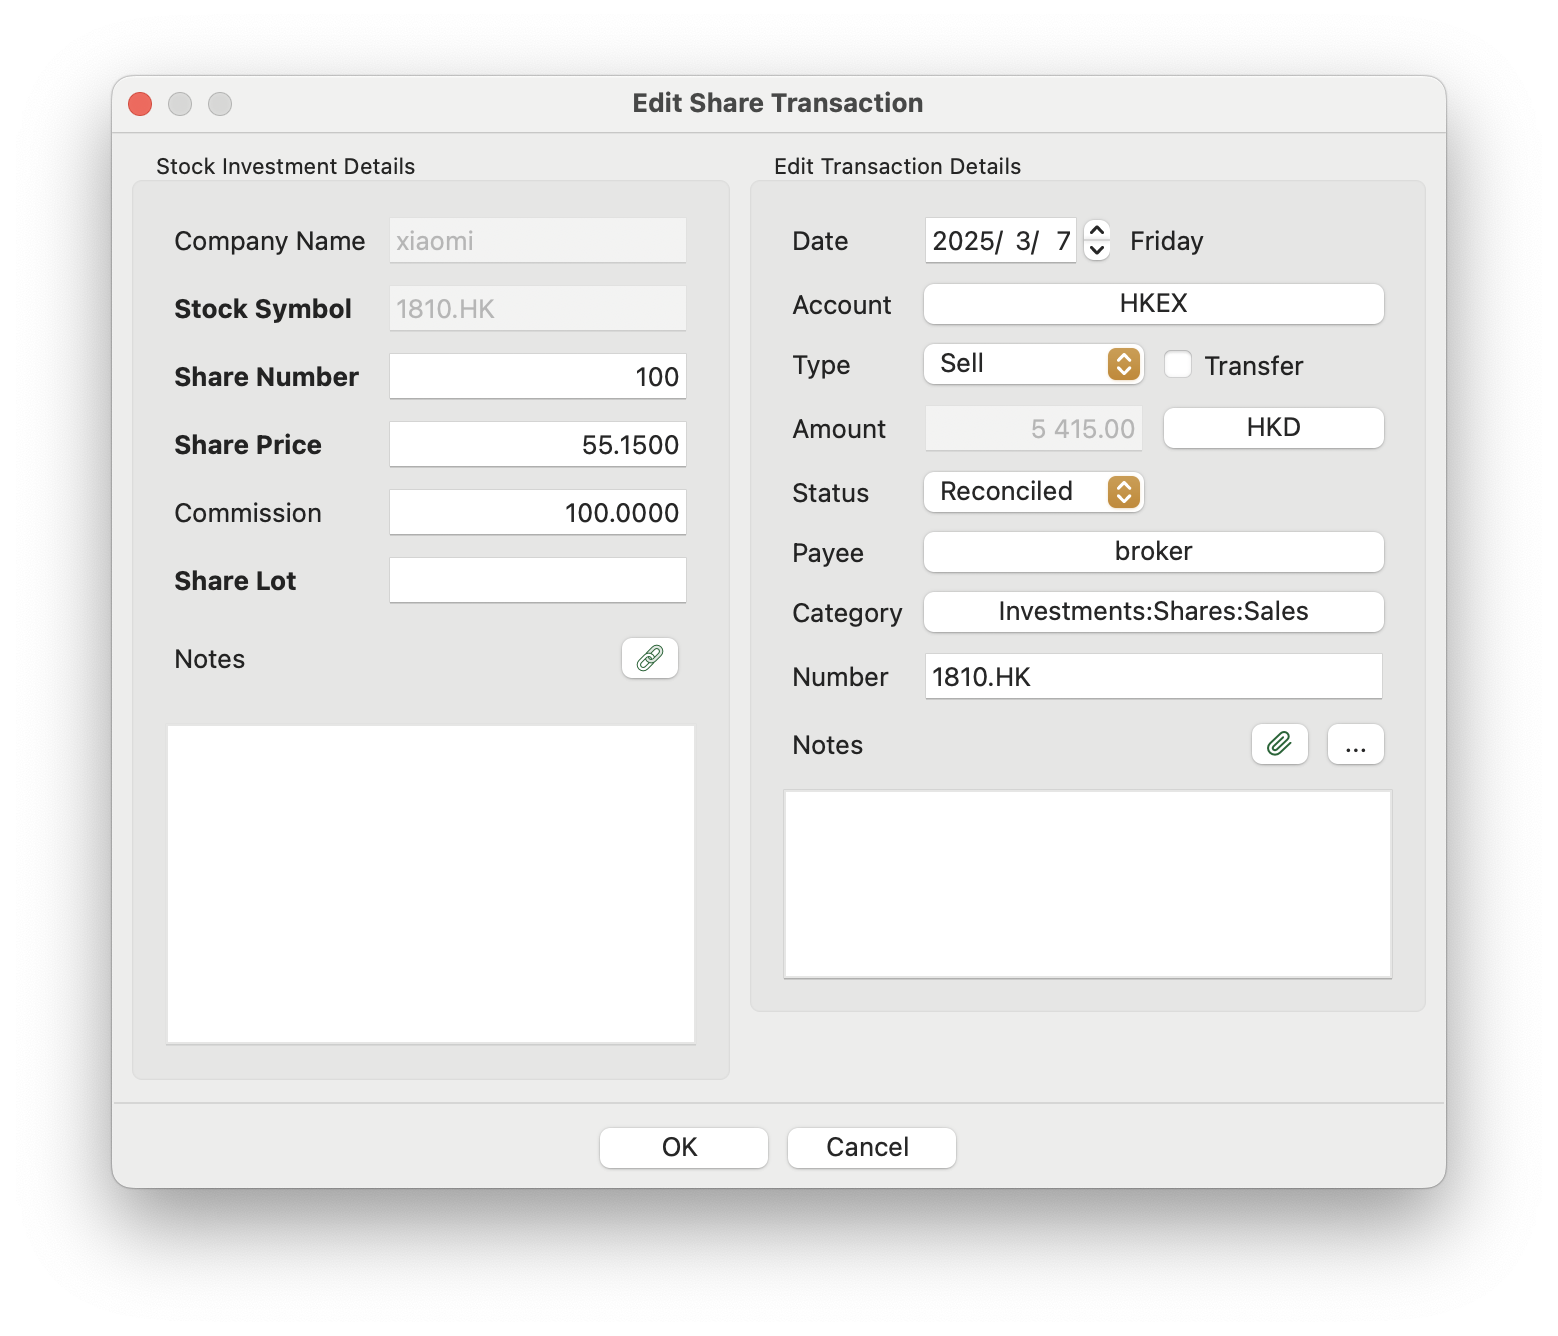 Edit Share Transaction
Stock Investment Details
Company Name xiaomi
Stock Symbol 1810.HK
Share Number 100
Share Price 55.1500
Commission 100.0000
Share Lot
Notes
Edit Transaction Details
Date 2025/ 3/ 7 Friday
Account HKEX
Type Sell Transfer
Amount 5 415.00 HKD
Status Reconciled
Payee broker
Category Investments:Shares:Sales
Number 1810.HK
Notes ...
OK Cancel